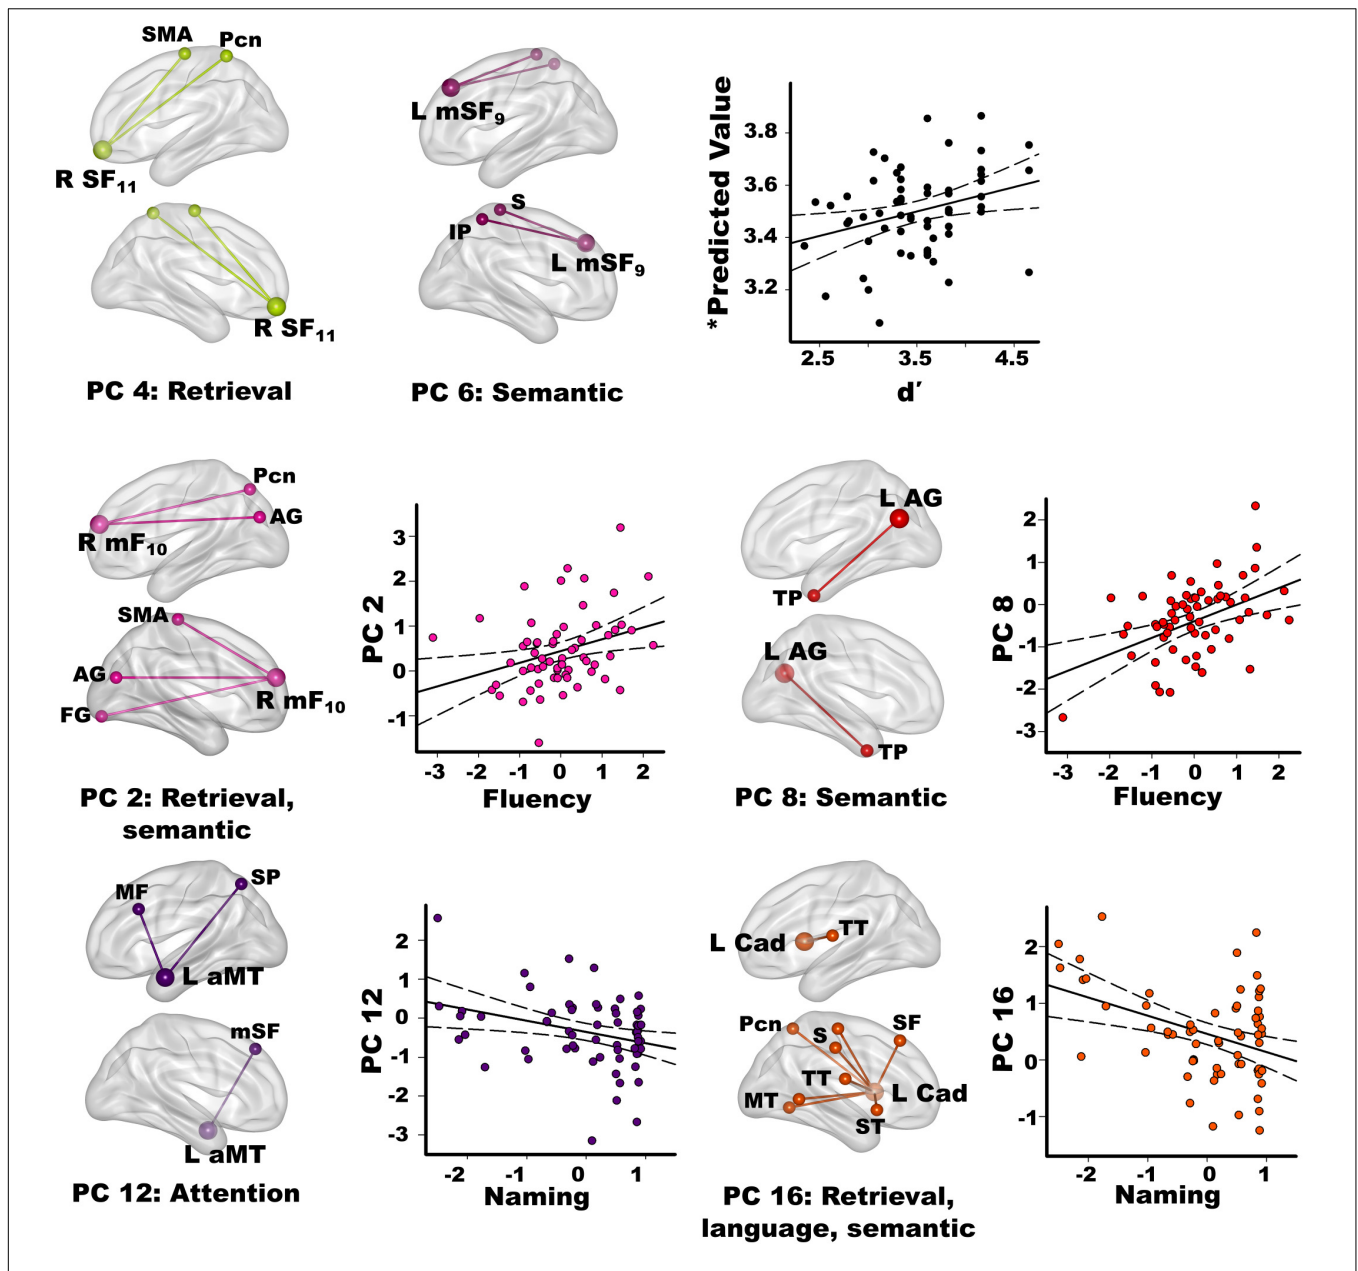 SMA
Pcn
R SF11
R SF11
PC 4: Retrieval
L mSF9
S
IP
L mSF9
PC 6: Semantic
*Predicted Value
3.8
3.6
3.4
3.2
2.5 3.5 4.5
d′
Pcn
AG
R mF10
SMA
AG
FG
R mF10
PC 2: Retrieval,
semantic
PC 2
3
2
1
0
-1
-3 -2 -1 0 1 2
Fluency
L AG
TP
L AG
TP
PC 8: Semantic
PC 8
2
1
0
-1
-2
-3
-3 -2 -1 0 1 2
Fluency
MF
SP
L aMT
mSF
L aMT
PC 12: Attention
PC 12
2
1
0
-1
-2
-3
-2 -1 0 1
Naming
L Cad
TT
Pcn
S
SF
TT
L Cad
MT
ST
PC 16: Retrieval,
language, semantic
PC 16
2
1
0
-1
-2 -1 0 1
Naming